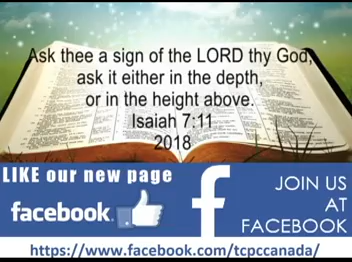 Ask thee a sign of the LORD thy God;
ask it either in the depth,
or in the height above.
Isaiah 7:11
2018
LIKE our new page
facebook
f
JOIN US
AT
FACEBOOK
https://www.facebook.com/tcpccanada/